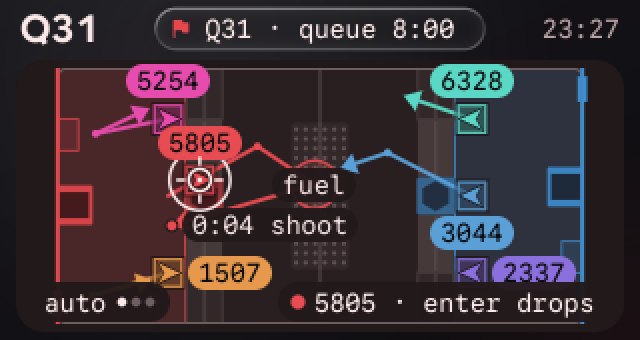 Q31
Q31 · queue 8:00
23:27
5254
6328
5805
fuel
0:04 shoot
3044
1507
2337
auto
5805 · enter drops